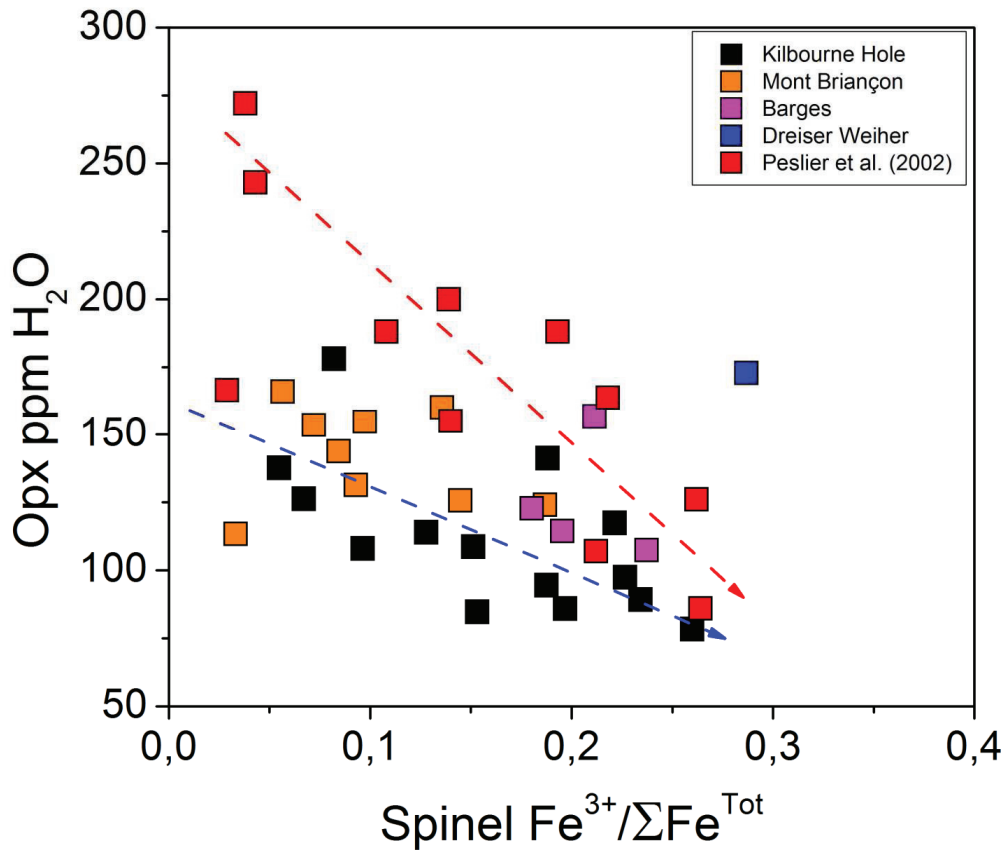 300
250
200
150
100
50
Opx ppm H₂O
Kilbourne Hole
Mont Briançon
Barges
Dreiser Weiher
Peslier et al. (2002)
0,0 0,1 0,2 0,3 0,4
Spinel Fe³⁺/ΣFeᵀᵒᵗ